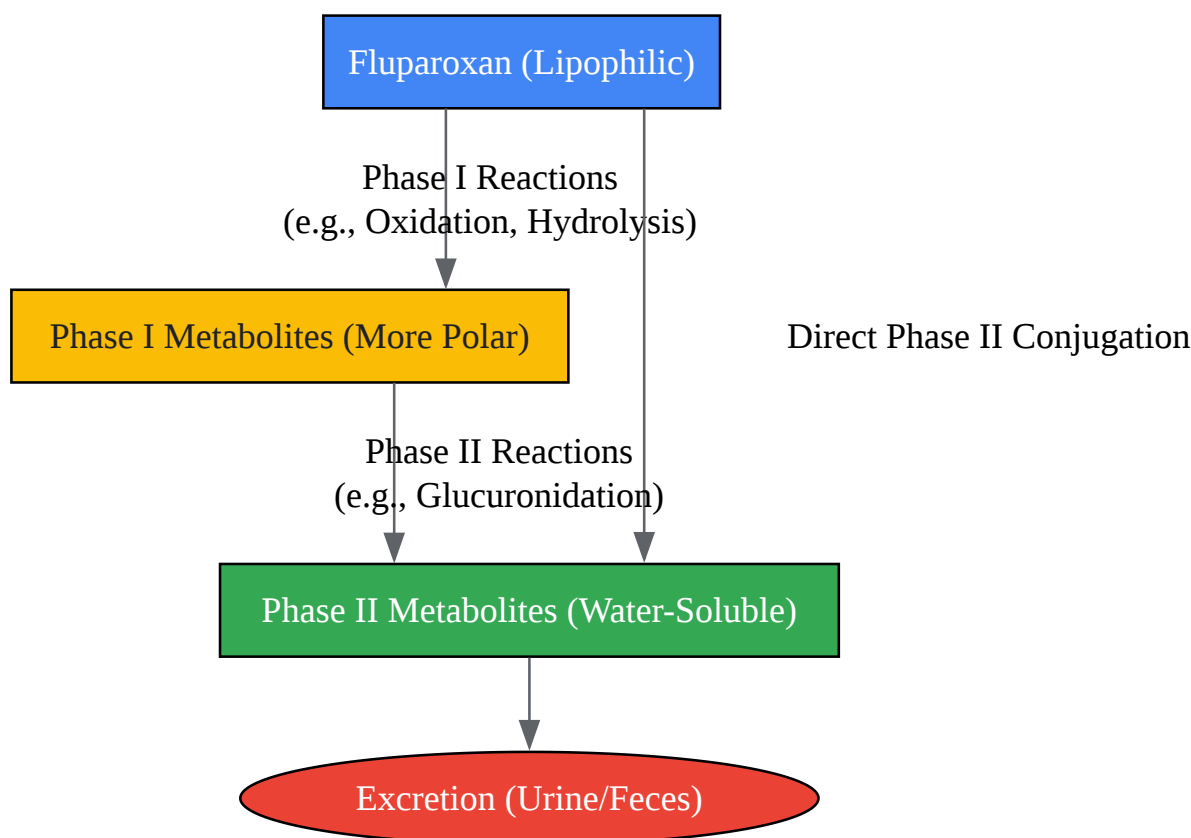 Fluparoxan (Lipophilic)
Phase I Reactions
(e.g., Oxidation, Hydrolysis)
Phase I Metabolites (More Polar)
Direct Phase II Conjugation
Phase II Reactions
(e.g., Glucuronidation)
Phase II Metabolites (Water-Soluble)
Excretion (Urine/Feces)